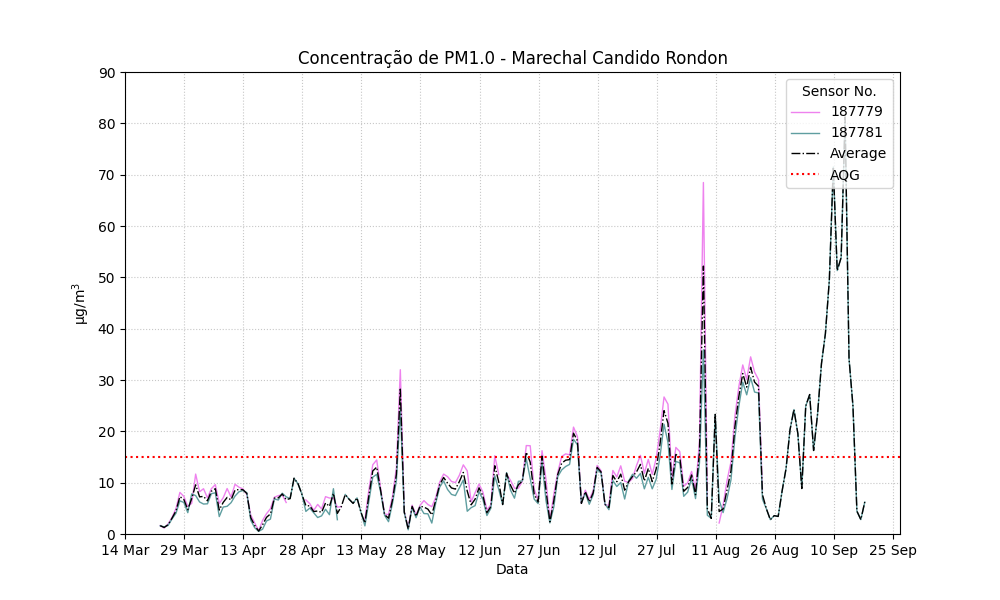 Concentração de PM1.0 - Marechal Candido Rondon
Sensor No.
187779
187781
Average
AQG
90
80
70
60
50
40
30
20
10
0
µg/m³
14 Mar 29 Mar 13 Apr 28 Apr 13 May 28 May 12 Jun 27 Jun 12 Jul 27 Jul 11 Aug 26 Aug 10 Sep 25 Sep
Data